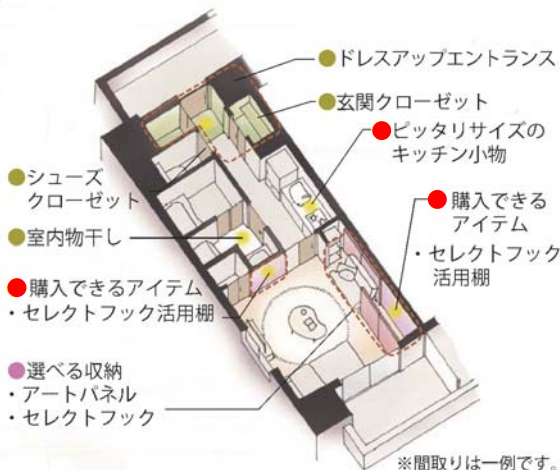 ●ドレスアップエントランス
●玄関クローゼット
●ピッタリサイズの
キッチン小物
●購入できる
アイテム
・セレクトフック
活用棚
●シューズ
クローゼット
●室内物干し
●購入できるアイテム
・セレクトフック活用棚
●選べる収納
・アートパネル
・セレクトフック
※間取りは一例です。